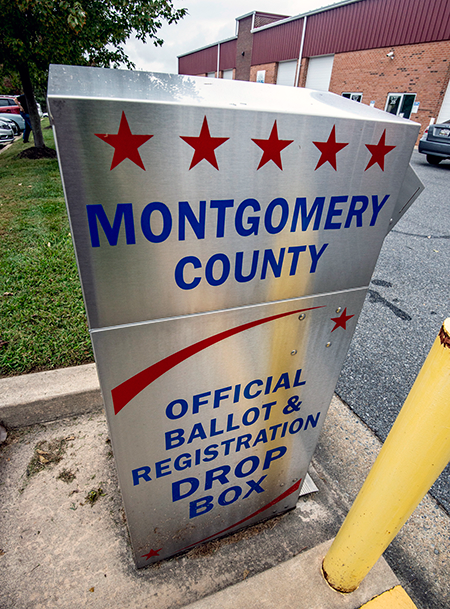 MONTGOMERY
COUNTY
OFFICIAL
BALLOT &
REGISTRATION
DROP
BOX